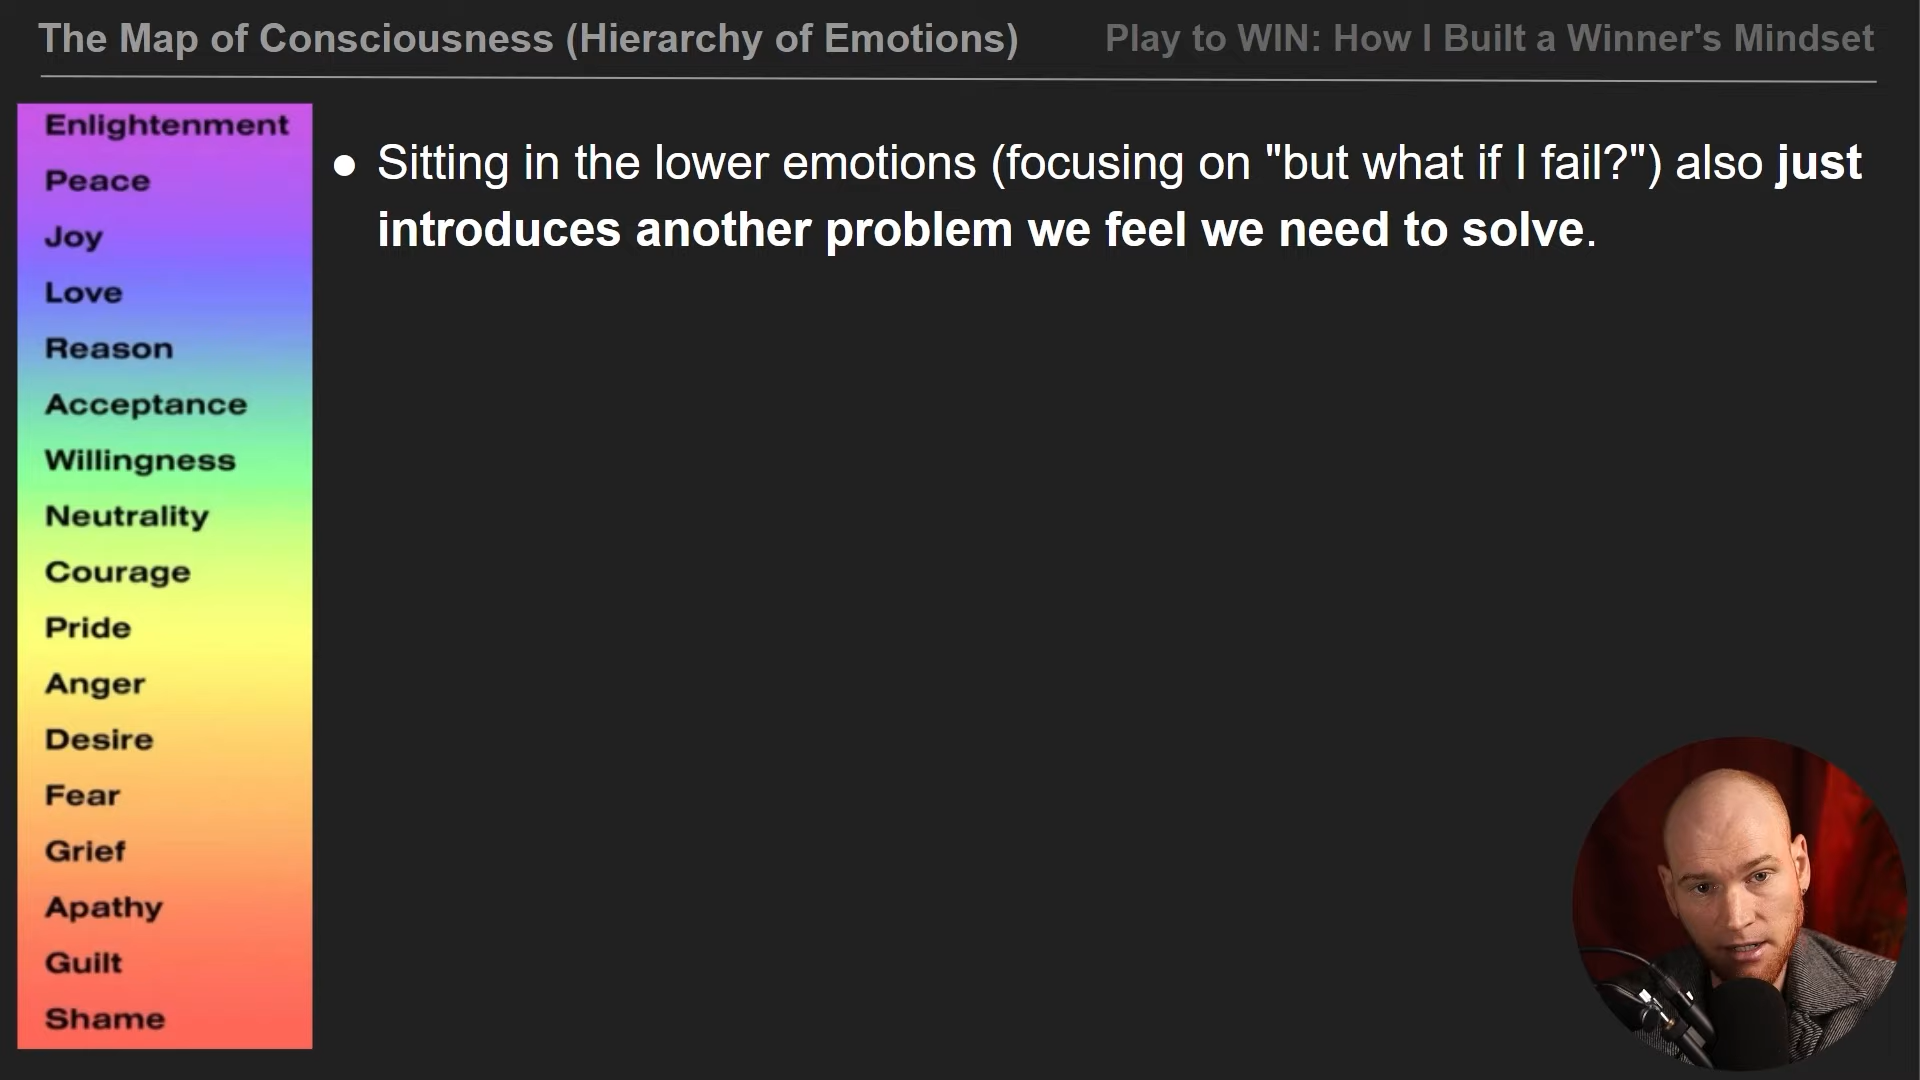 The Map of Consciousness (Hierarchy of Emotions)
Play to WIN: How I Built a Winner's Mindset
Enlightenment
Peace
Joy
Love
Reason
Acceptance
Willingness
Neutrality
Courage
Pride
Anger
Desire
Fear
Grief
Apathy
Guilt
Shame
● Sitting in the lower emotions (focusing on "but what if I fail?") also just
introduces another problem we feel we need to solve.